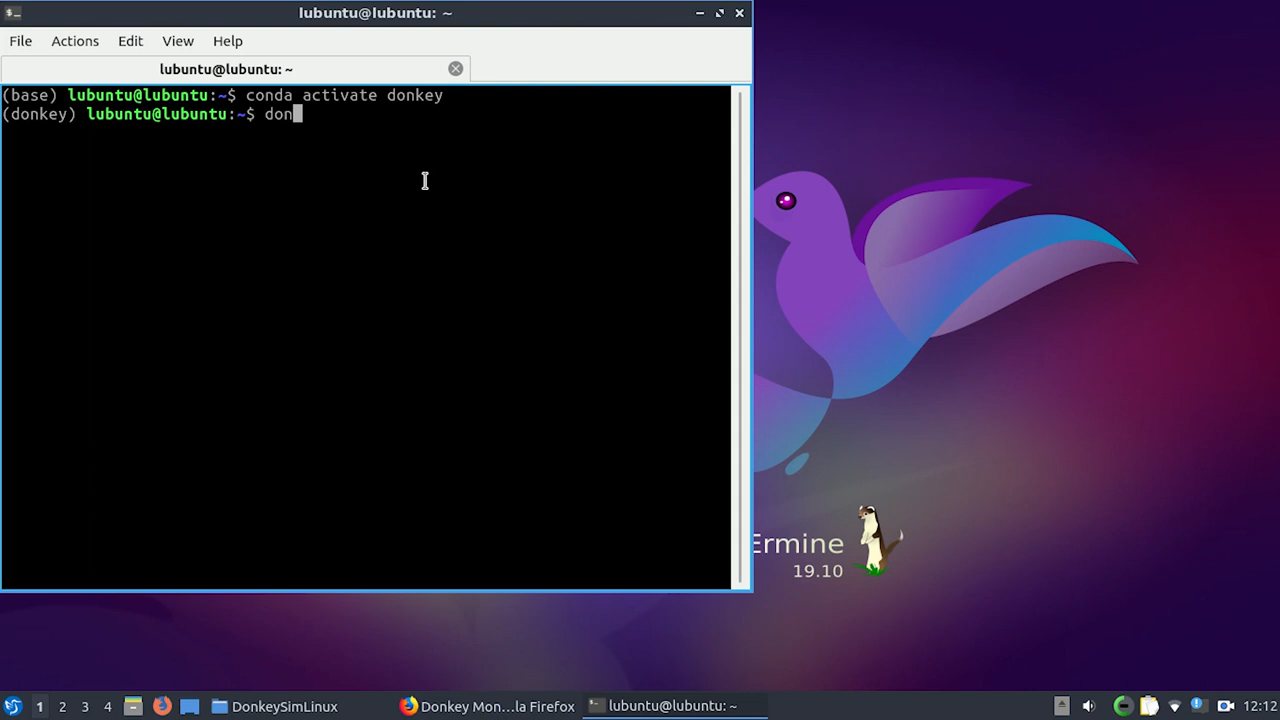 lubuntu@lubuntu: ~
File Actions Edit View Help
lubuntu@lubuntu: ~
(base) lubuntu@lubuntu:~$ conda activate donkey
(donkey) lubuntu@lubuntu:~$ don
Ermine
19.10
1 2 3 4 DonkeySimLinux Donkey Mon…la Firefox lubuntu@lubuntu: ~ 12:12